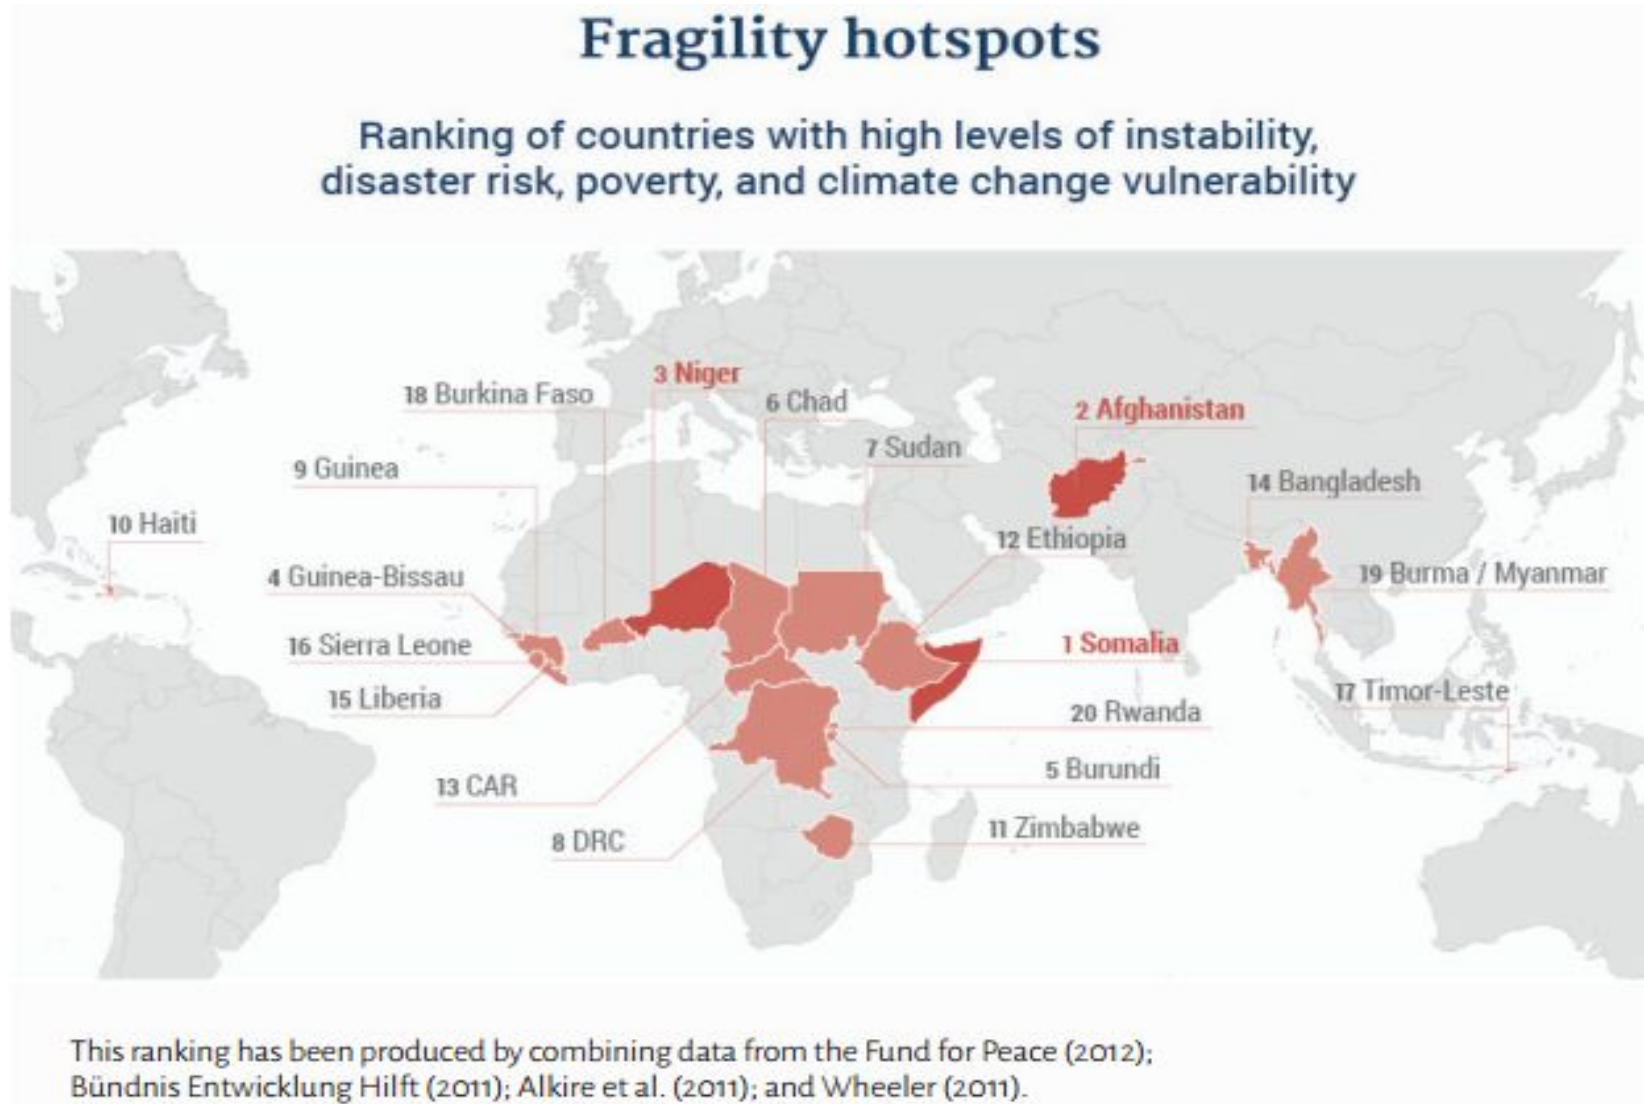 Fragility hotspots
Ranking of countries with high levels of instability,
disaster risk, poverty, and climate change vulnerability
3 Niger
18 Burkina Faso
6 Chad
2 Afghanistan
7 Sudan
9 Guinea
14 Bangladesh
10 Haiti
12 Ethiopia
4 Guinea-Bissau
19 Burma / Myanmar
16 Sierra Leone
1 Somalia
15 Liberia
17 Timor-Leste
20 Rwanda
5 Burundi
13 CAR
11 Zimbabwe
8 DRC
This ranking has been produced by combining data from the Fund for Peace (2012);
Bündnis Entwicklung Hilft (2011); Alkire et al. (2011); and Wheeler (2011).